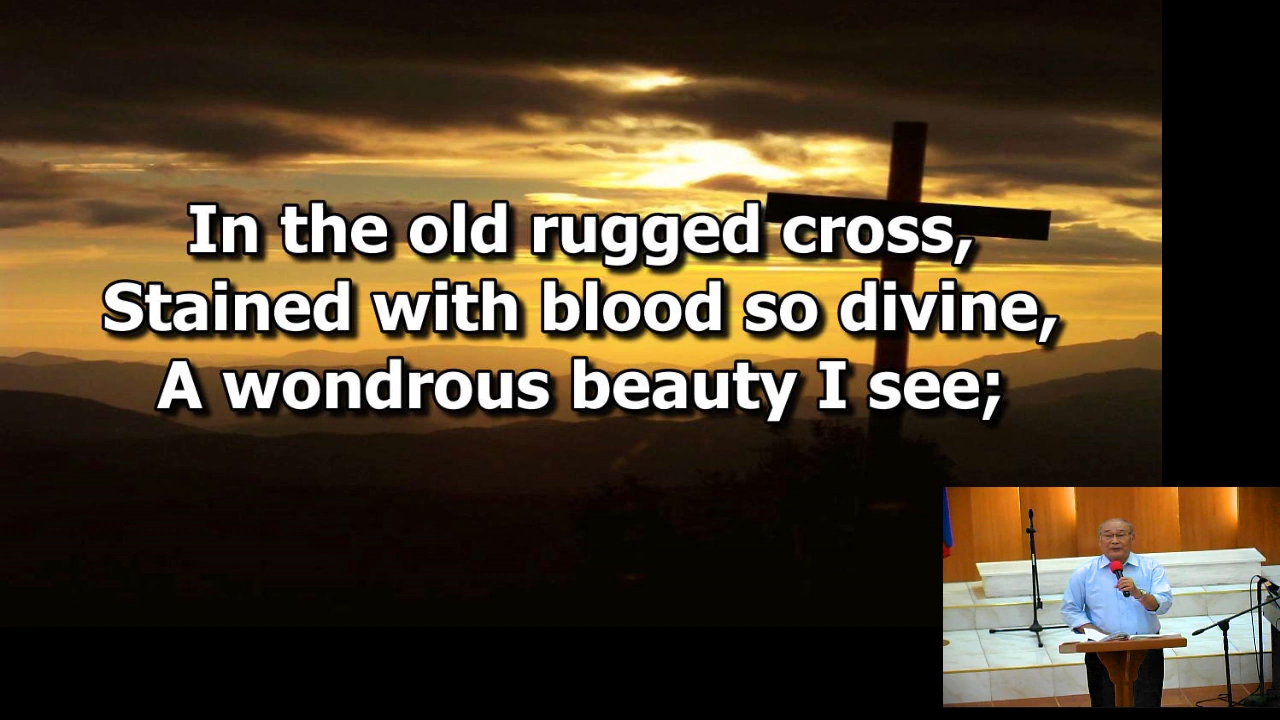 In the old rugged cross,
Stained with blood so divine,
A wondrous beauty I see;